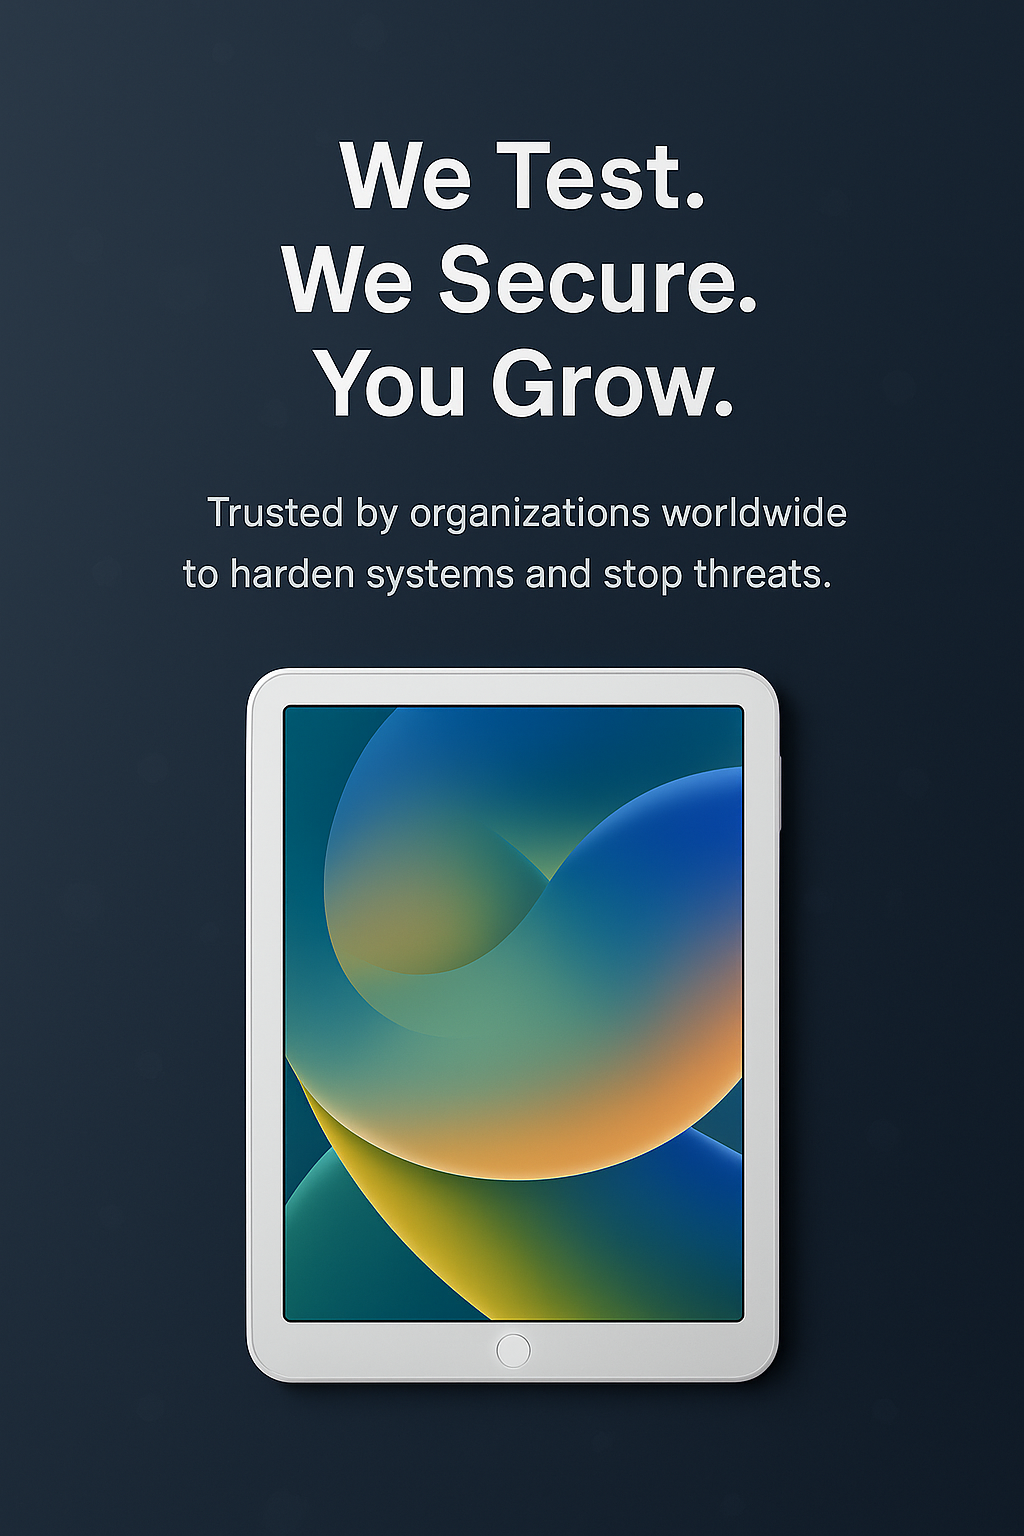 We Test.
We Secure.
You Grow.
Trusted by organizations worldwide
to harden systems and stop threats.